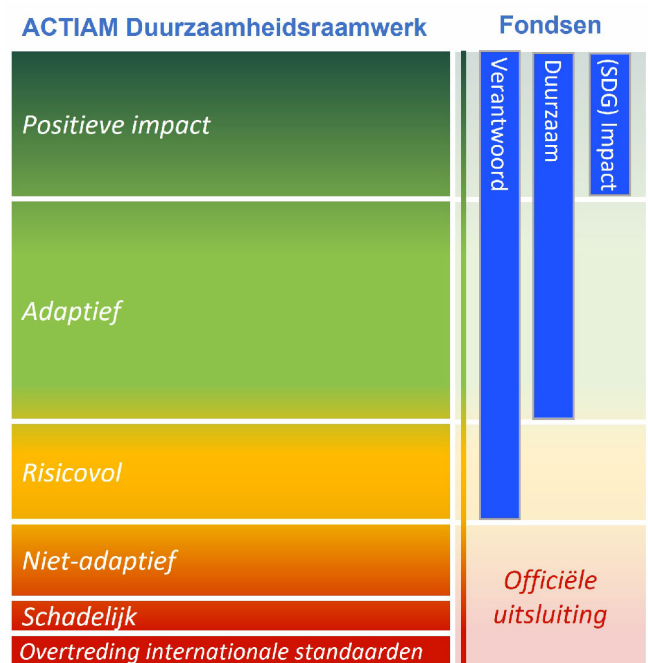 ACTIAM Duurzaamheidsraamwerk
Fondsen
Positieve impact
Adaptief
Risicovol
Niet-adaptief
Schadelijk
Overtreding internationale standaarden
Verantwoord
Duurzaam
(SDG) Impact
Officiële
uitsluiting